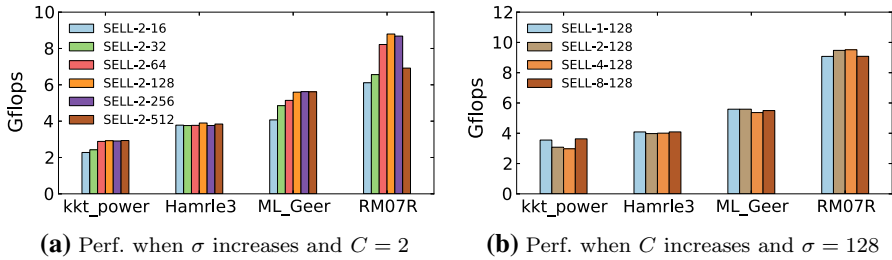 10
8
6
4
2
0
Gflops
SELL-2-16
SELL-2-32
SELL-2-64
SELL-2-128
SELL-2-256
SELL-2-512
kkt_power Hamrle3 ML_Geer RM07R
(a) Perf. when σ increases and C = 2
12
10
8
6
4
2
0
Gflops
SELL-1-128
SELL-2-128
SELL-4-128
SELL-8-128
kkt_power Hamrle3 ML_Geer RM07R
(b) Perf. when C increases and σ = 128